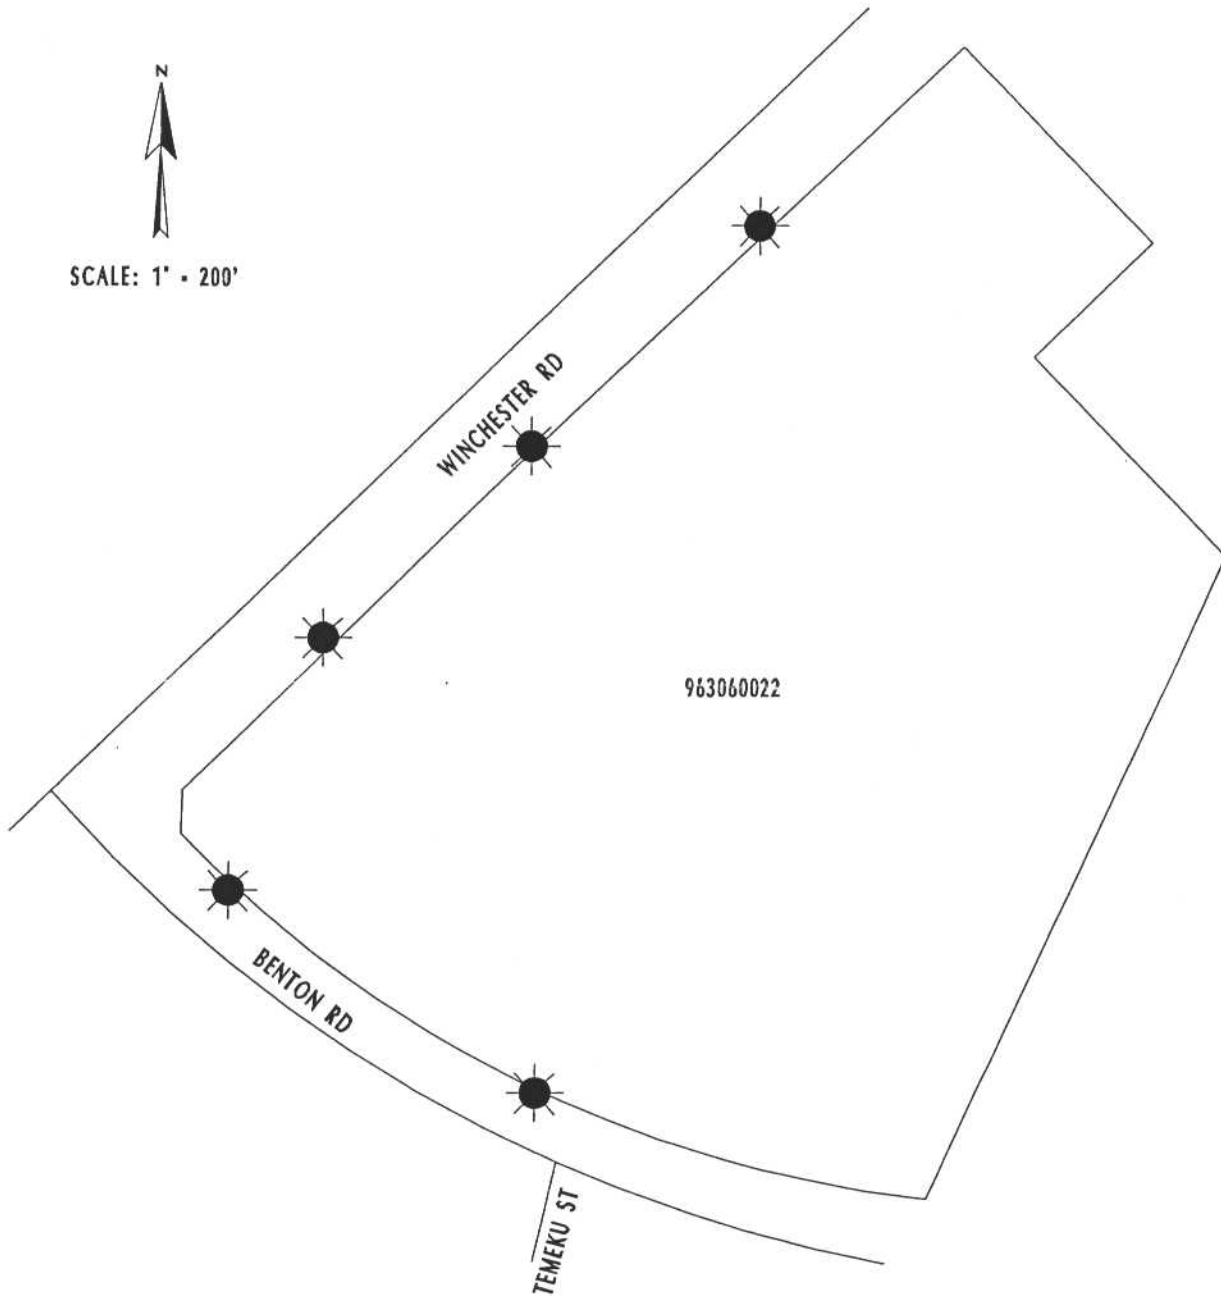 N
SCALE: 1" = 200'
WINCHESTER RD
963060022
BENTON RD
TEMEKU ST